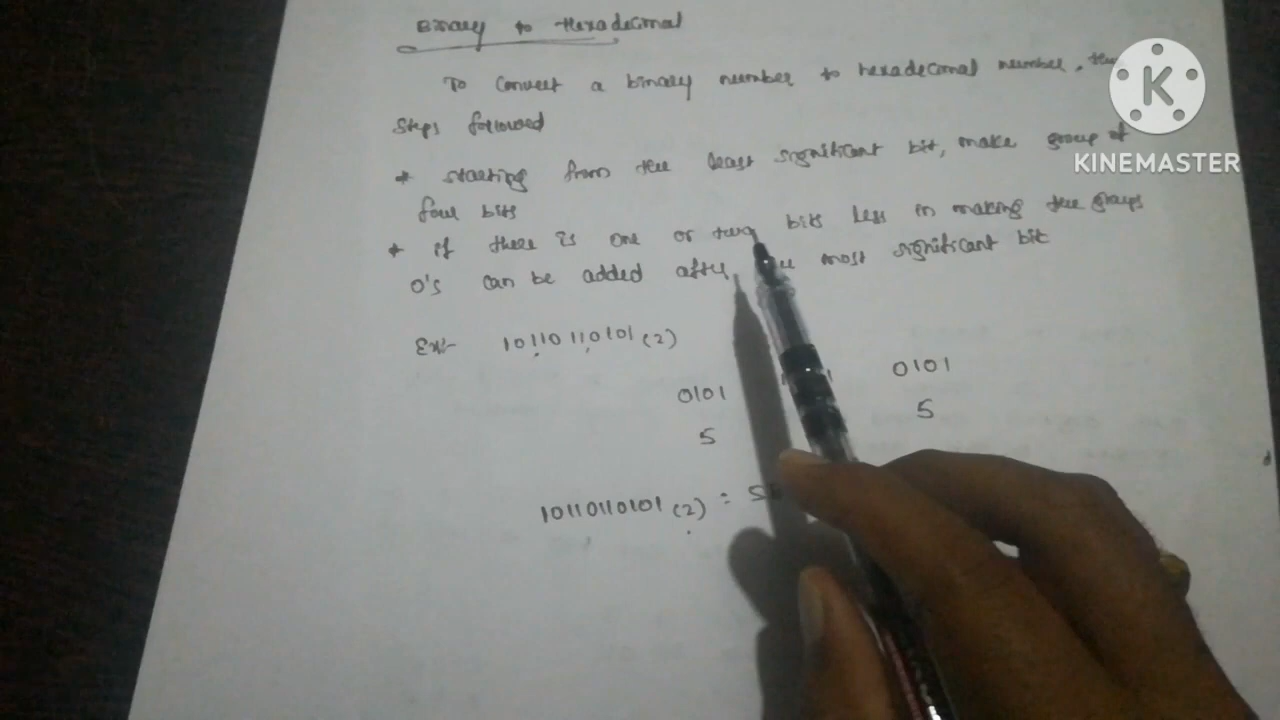 Binary to Hexadecimal
To convert a binary number to hexadecimal number, the
steps followed
* starting from the least significant bit, make group of
four bits
* if there is one or two bits less in making the groups
0's can be added after most significant bit
Ex:- 10110110101 (2)
0101 0101
5 5
10110110101 (2) = 5
K
KINEMASTER